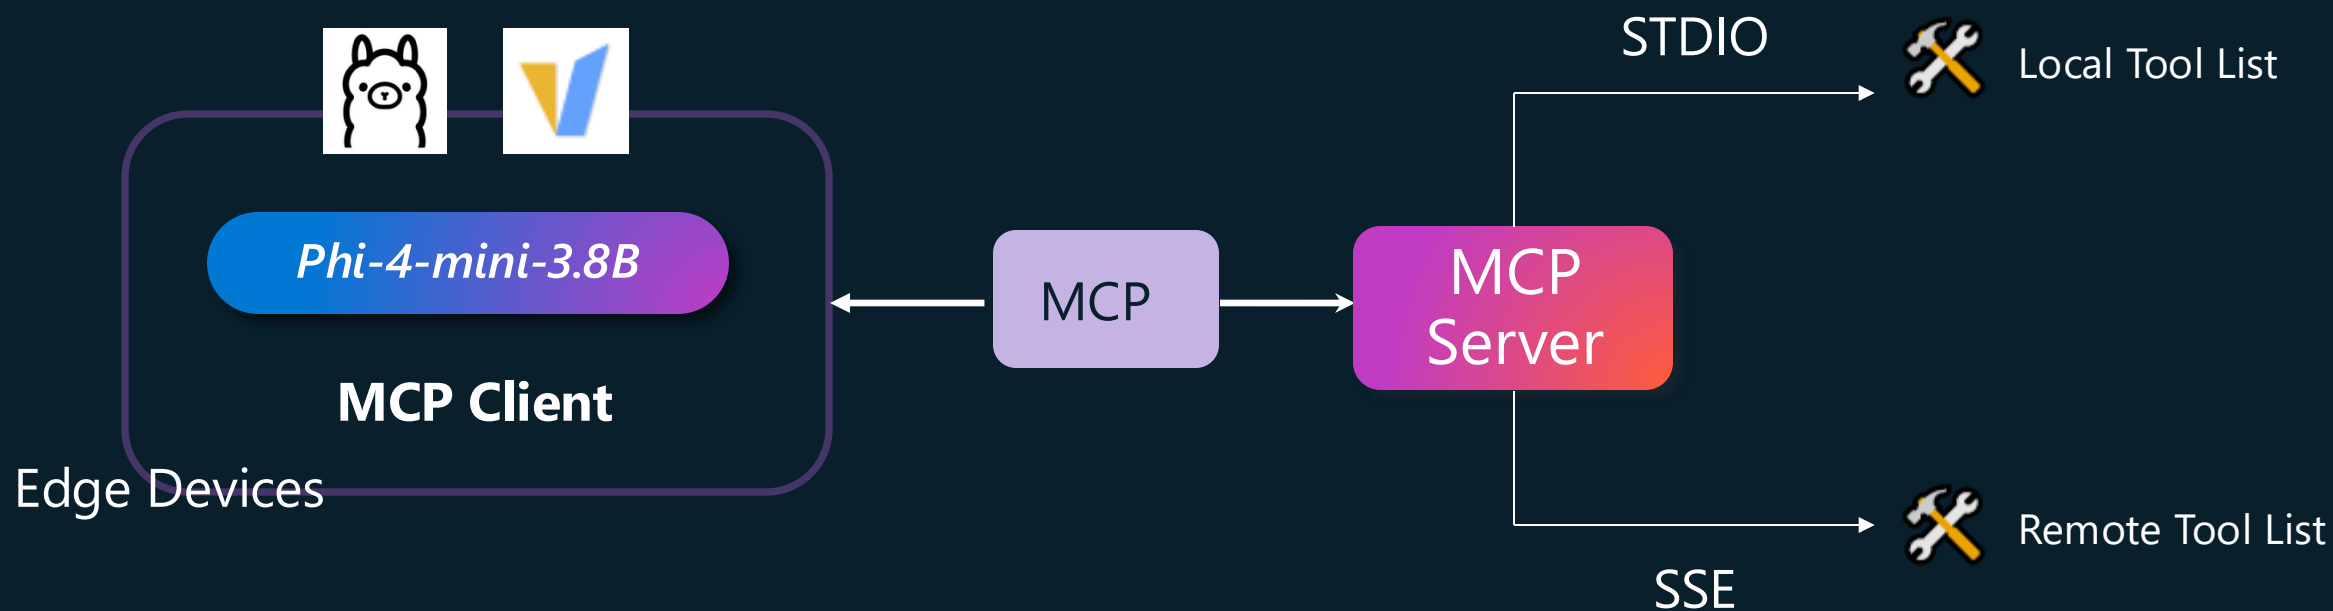 STDIO
Local Tool List
Phi-4-mini-3.8B
MCP Client
Edge Devices
MCP
MCP
Server
Remote Tool List
SSE